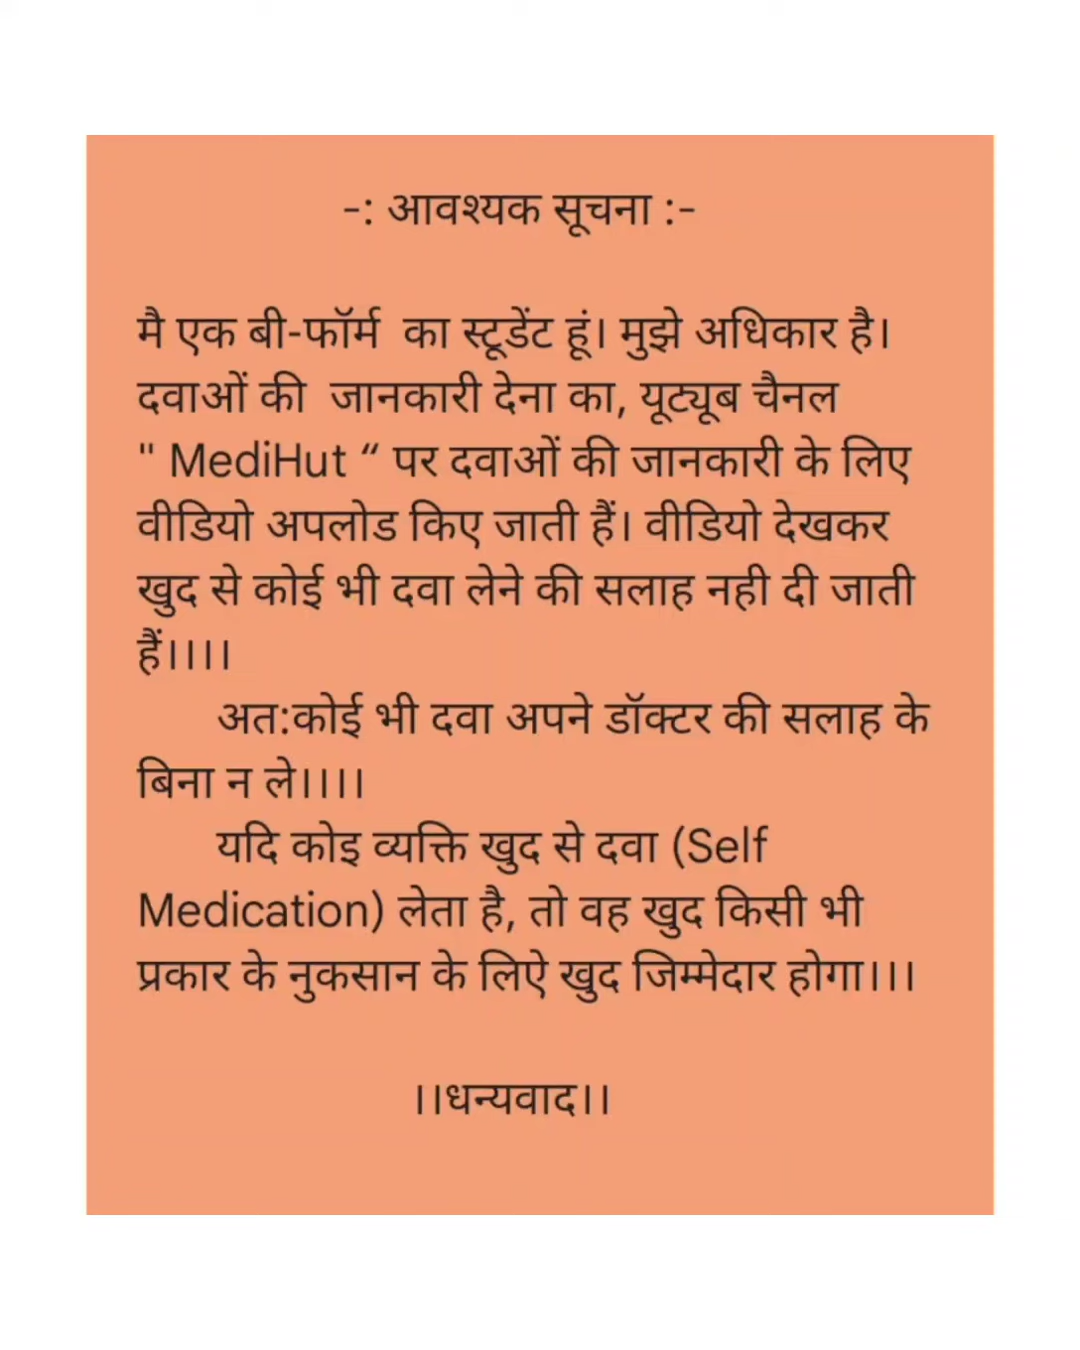 -: आवश्यक सूचना :-
मै एक बी-फॉर्म का स्टूडेंट हूं। मुझे अधिकार है।
दवाओं की जानकारी देना का, यूट्यूब चैनल
" MediHut “ पर दवाओं की जानकारी के लिए
वीडियो अपलोड किए जाती हैं। वीडियो देखकर
खुद से कोई भी दवा लेने की सलाह नही दी जाती
हैं।।।।
अत:कोई भी दवा अपने डॉक्टर की सलाह के
बिना न ले।।।।
यदि कोइ व्यक्ति खुद से दवा (Self
Medication) लेता है, तो वह खुद किसी भी
प्रकार के नुकसान के लिऐ खुद जिम्मेदार होगा।।।
।।धन्यवाद।।